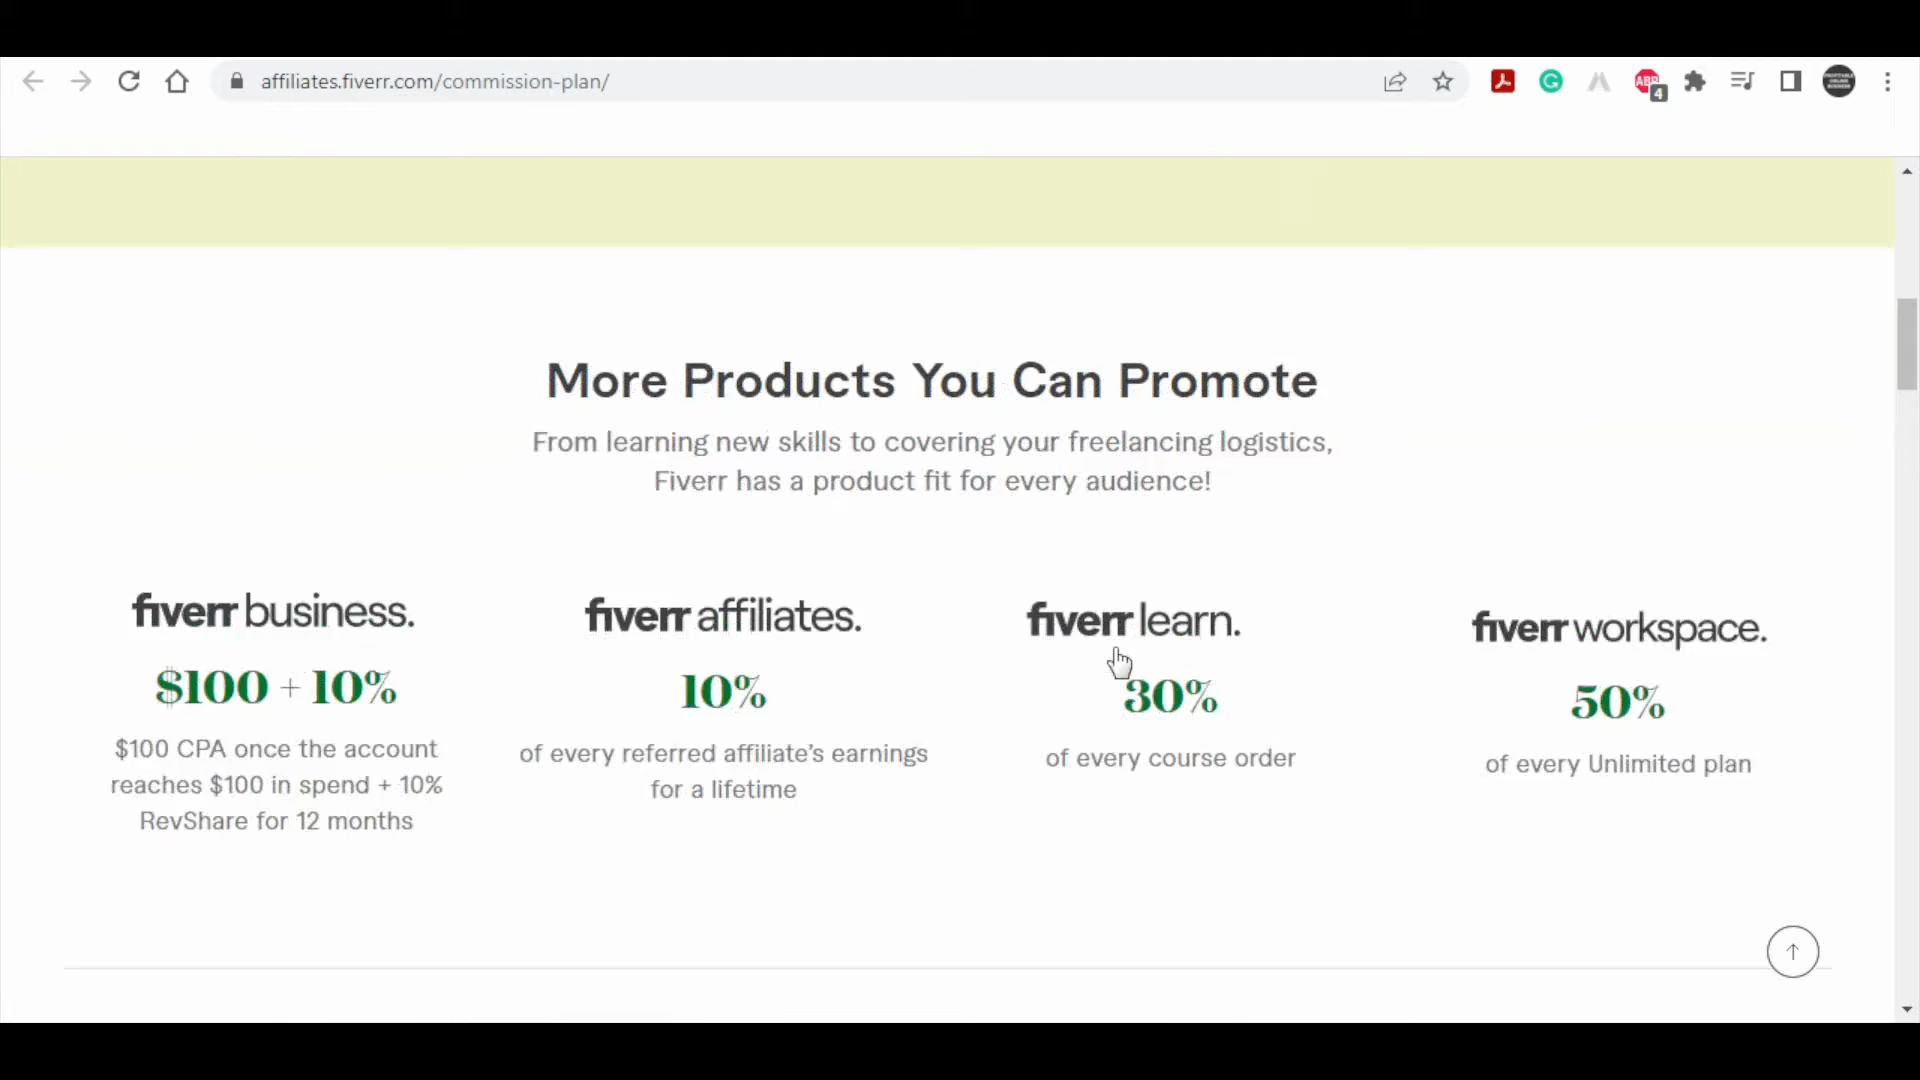 affiliates.fiverr.com/commission-plan/
ABP
4
More Products You Can Promote
From learning new skills to covering your freelancing logistics,
Fiverr has a product fit for every audience!
fiverr business.
$100 + 10%
$100 CPA once the account
reaches $100 in spend + 10%
RevShare for 12 months
fiverr affiliates.
10%
of every referred affiliate's earnings
for a lifetime
fiverr learn.
30%
of every course order
fiverr workspace.
50%
of every Unlimited plan